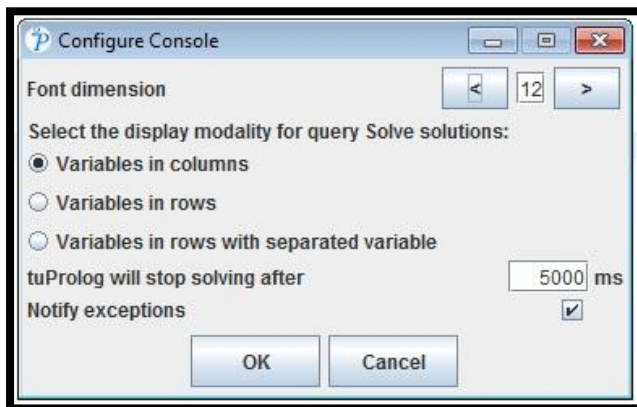 Configure Console
Font dimension < 12 >
Select the display modality for query Solve solutions:
Variables in columns
Variables in rows
Variables in rows with separated variable
tuProlog will stop solving after 5000 ms
Notify exceptions
OK Cancel